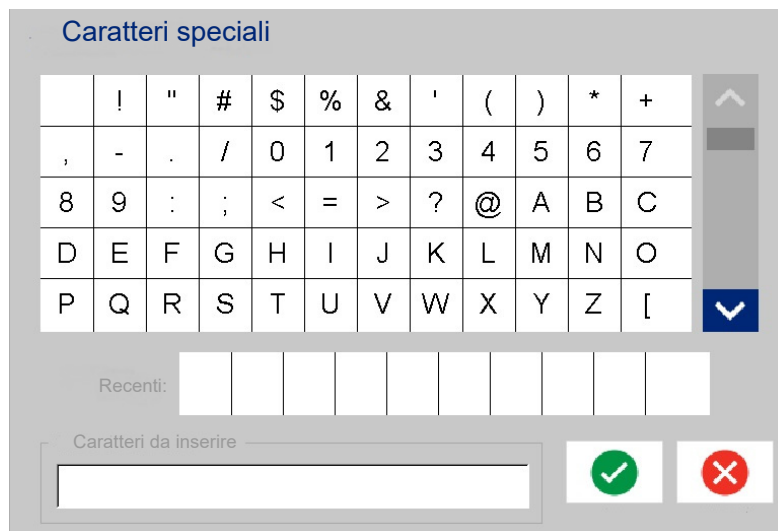 Caratteri speciali
! " # $ % & ' ( ) * +
, - . / 0 1 2 3 4 5 6 7
8 9 : ; < = > ? @ A B C
D E F G H I J K L M N O
P Q R S T U V W X Y Z [
Recenti:
Caratteri da inserire